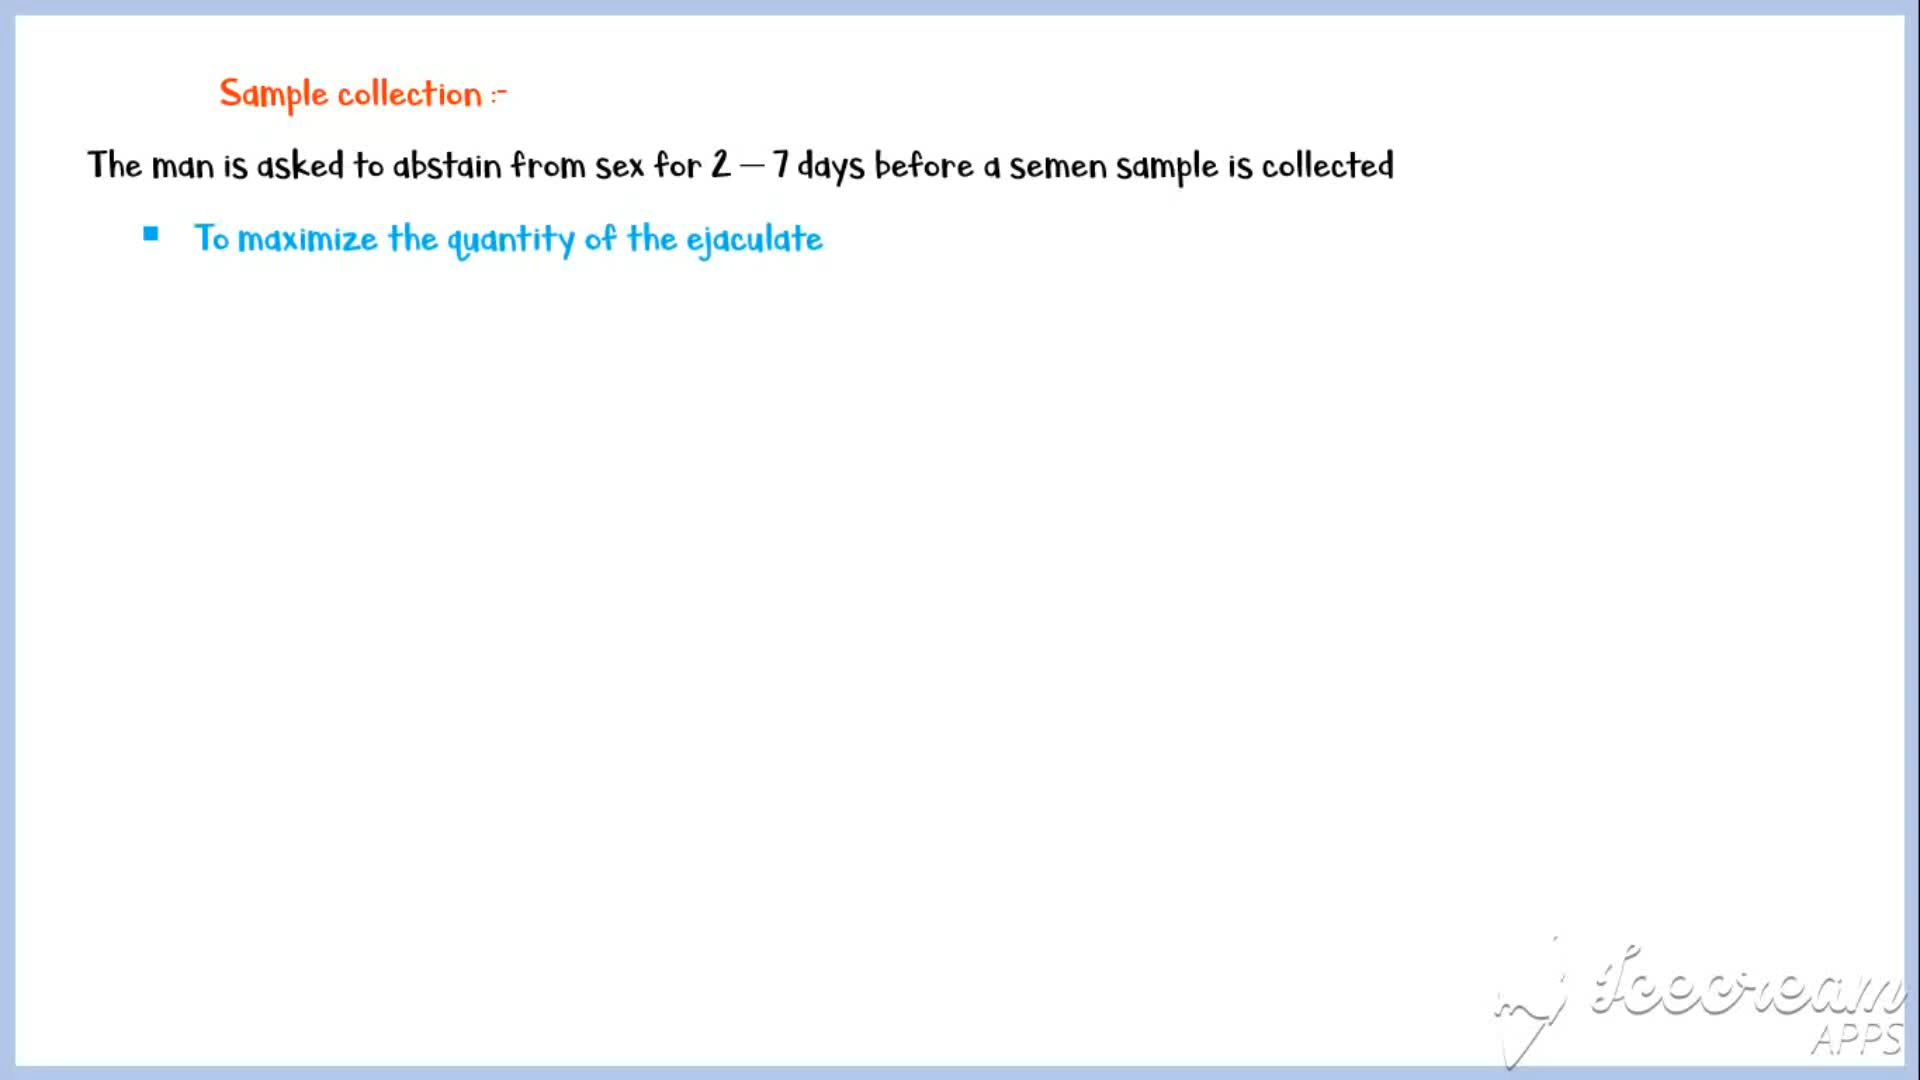 Sample collection :-
The man is asked to abstain from sex for 2 – 7 days before a semen sample is collected
▪ To maximize the quantity of the ejaculate
Icecream
APPS